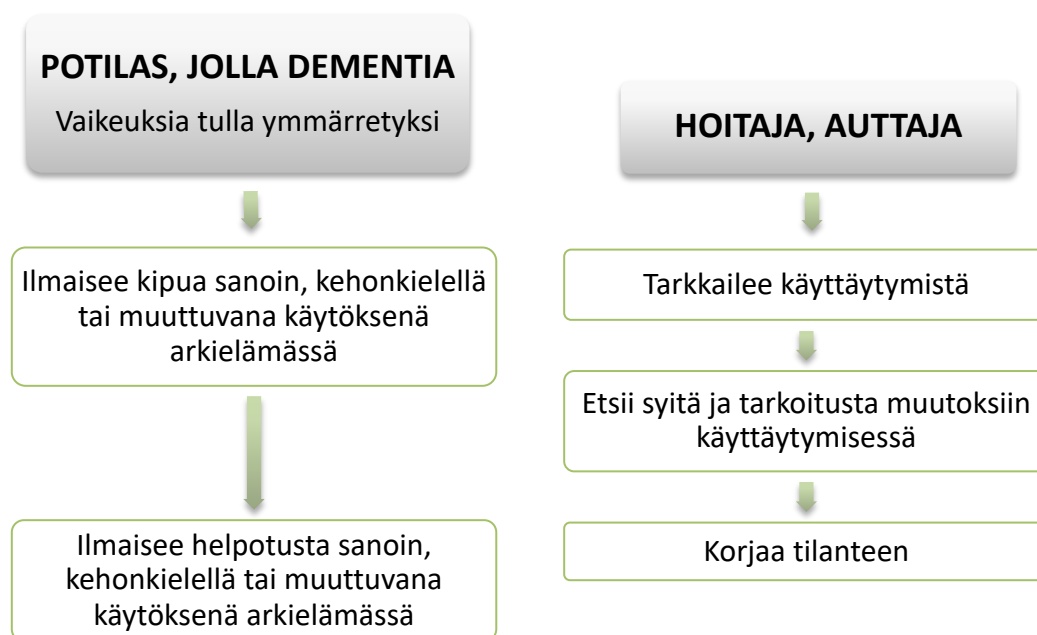 POTILAS, JOLLA DEMENTIA
Vaikeuksia tulla ymmärretyksi
Ilmaisee kipua sanoin, kehonkielellä
tai muuttuvana käytöksenä
arkielämässä
Ilmaisee helpotusta sanoin,
kehonkielellä tai muuttuvana
käytöksenä arkielämässä
HOITAJA, AUTTAJA
Tarkkailee käyttäytymistä
Etsii syitä ja tarkoitusta muutoksiin
käyttäytymisessä
Korjaa tilanteen